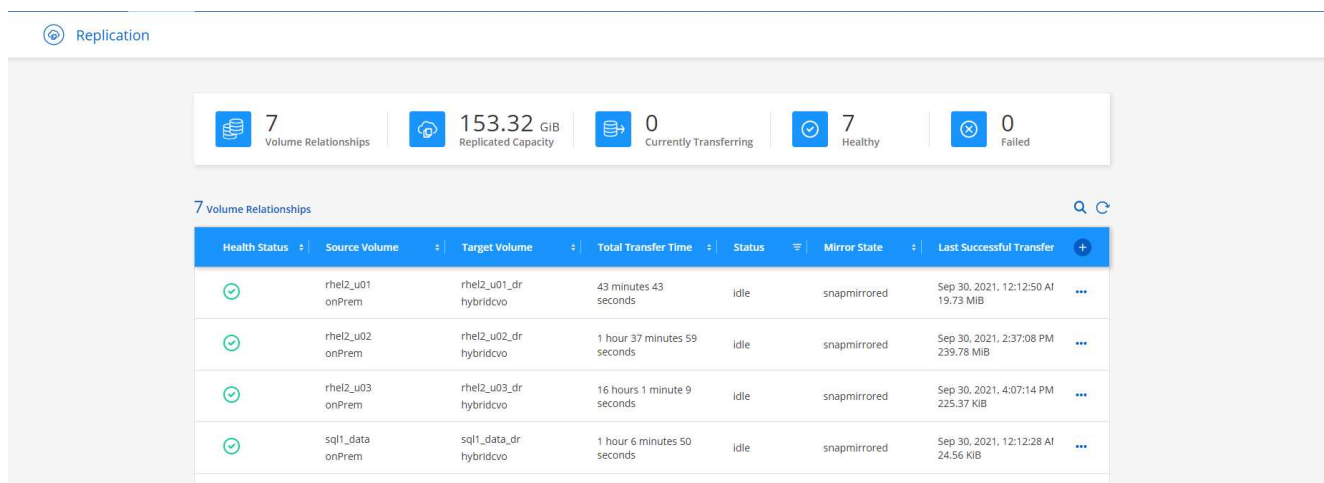 Replication
7
Volume Relationships
153.32 GiB
Replicated Capacity
0
Currently Transferring
7
Healthy
0
Failed
7 Volume Relationships
Health Status Source Volume Target Volume Total Transfer Time Status Mirror State Last Successful Transfer
rhel2_u01 rhel2_u01_dr 43 minutes 43 idle snapmirrored Sep 30, 2021, 12:12:50
onPrem hybridcvo seconds 19.73 MiB
rhel2_u02 rhel2_u02_dr 1 hour 37 minutes 59 idle snapmirrored Sep 30, 2021, 2:37:08 PM
onPrem hybridcvo seconds 239.78 MiB
rhel2_u03 rhel2_u03_dr 16 hours 1 minute 9 idle snapmirrored Sep 30, 2021, 4:07:14 PM
onPrem hybridcvo seconds 225.37 KiB
sql1_data sql1_data_dr 1 hour 6 minutes 50 idle snapmirrored Sep 30, 2021, 12:12:28
onPrem hybridcvo seconds 24.56 KiB